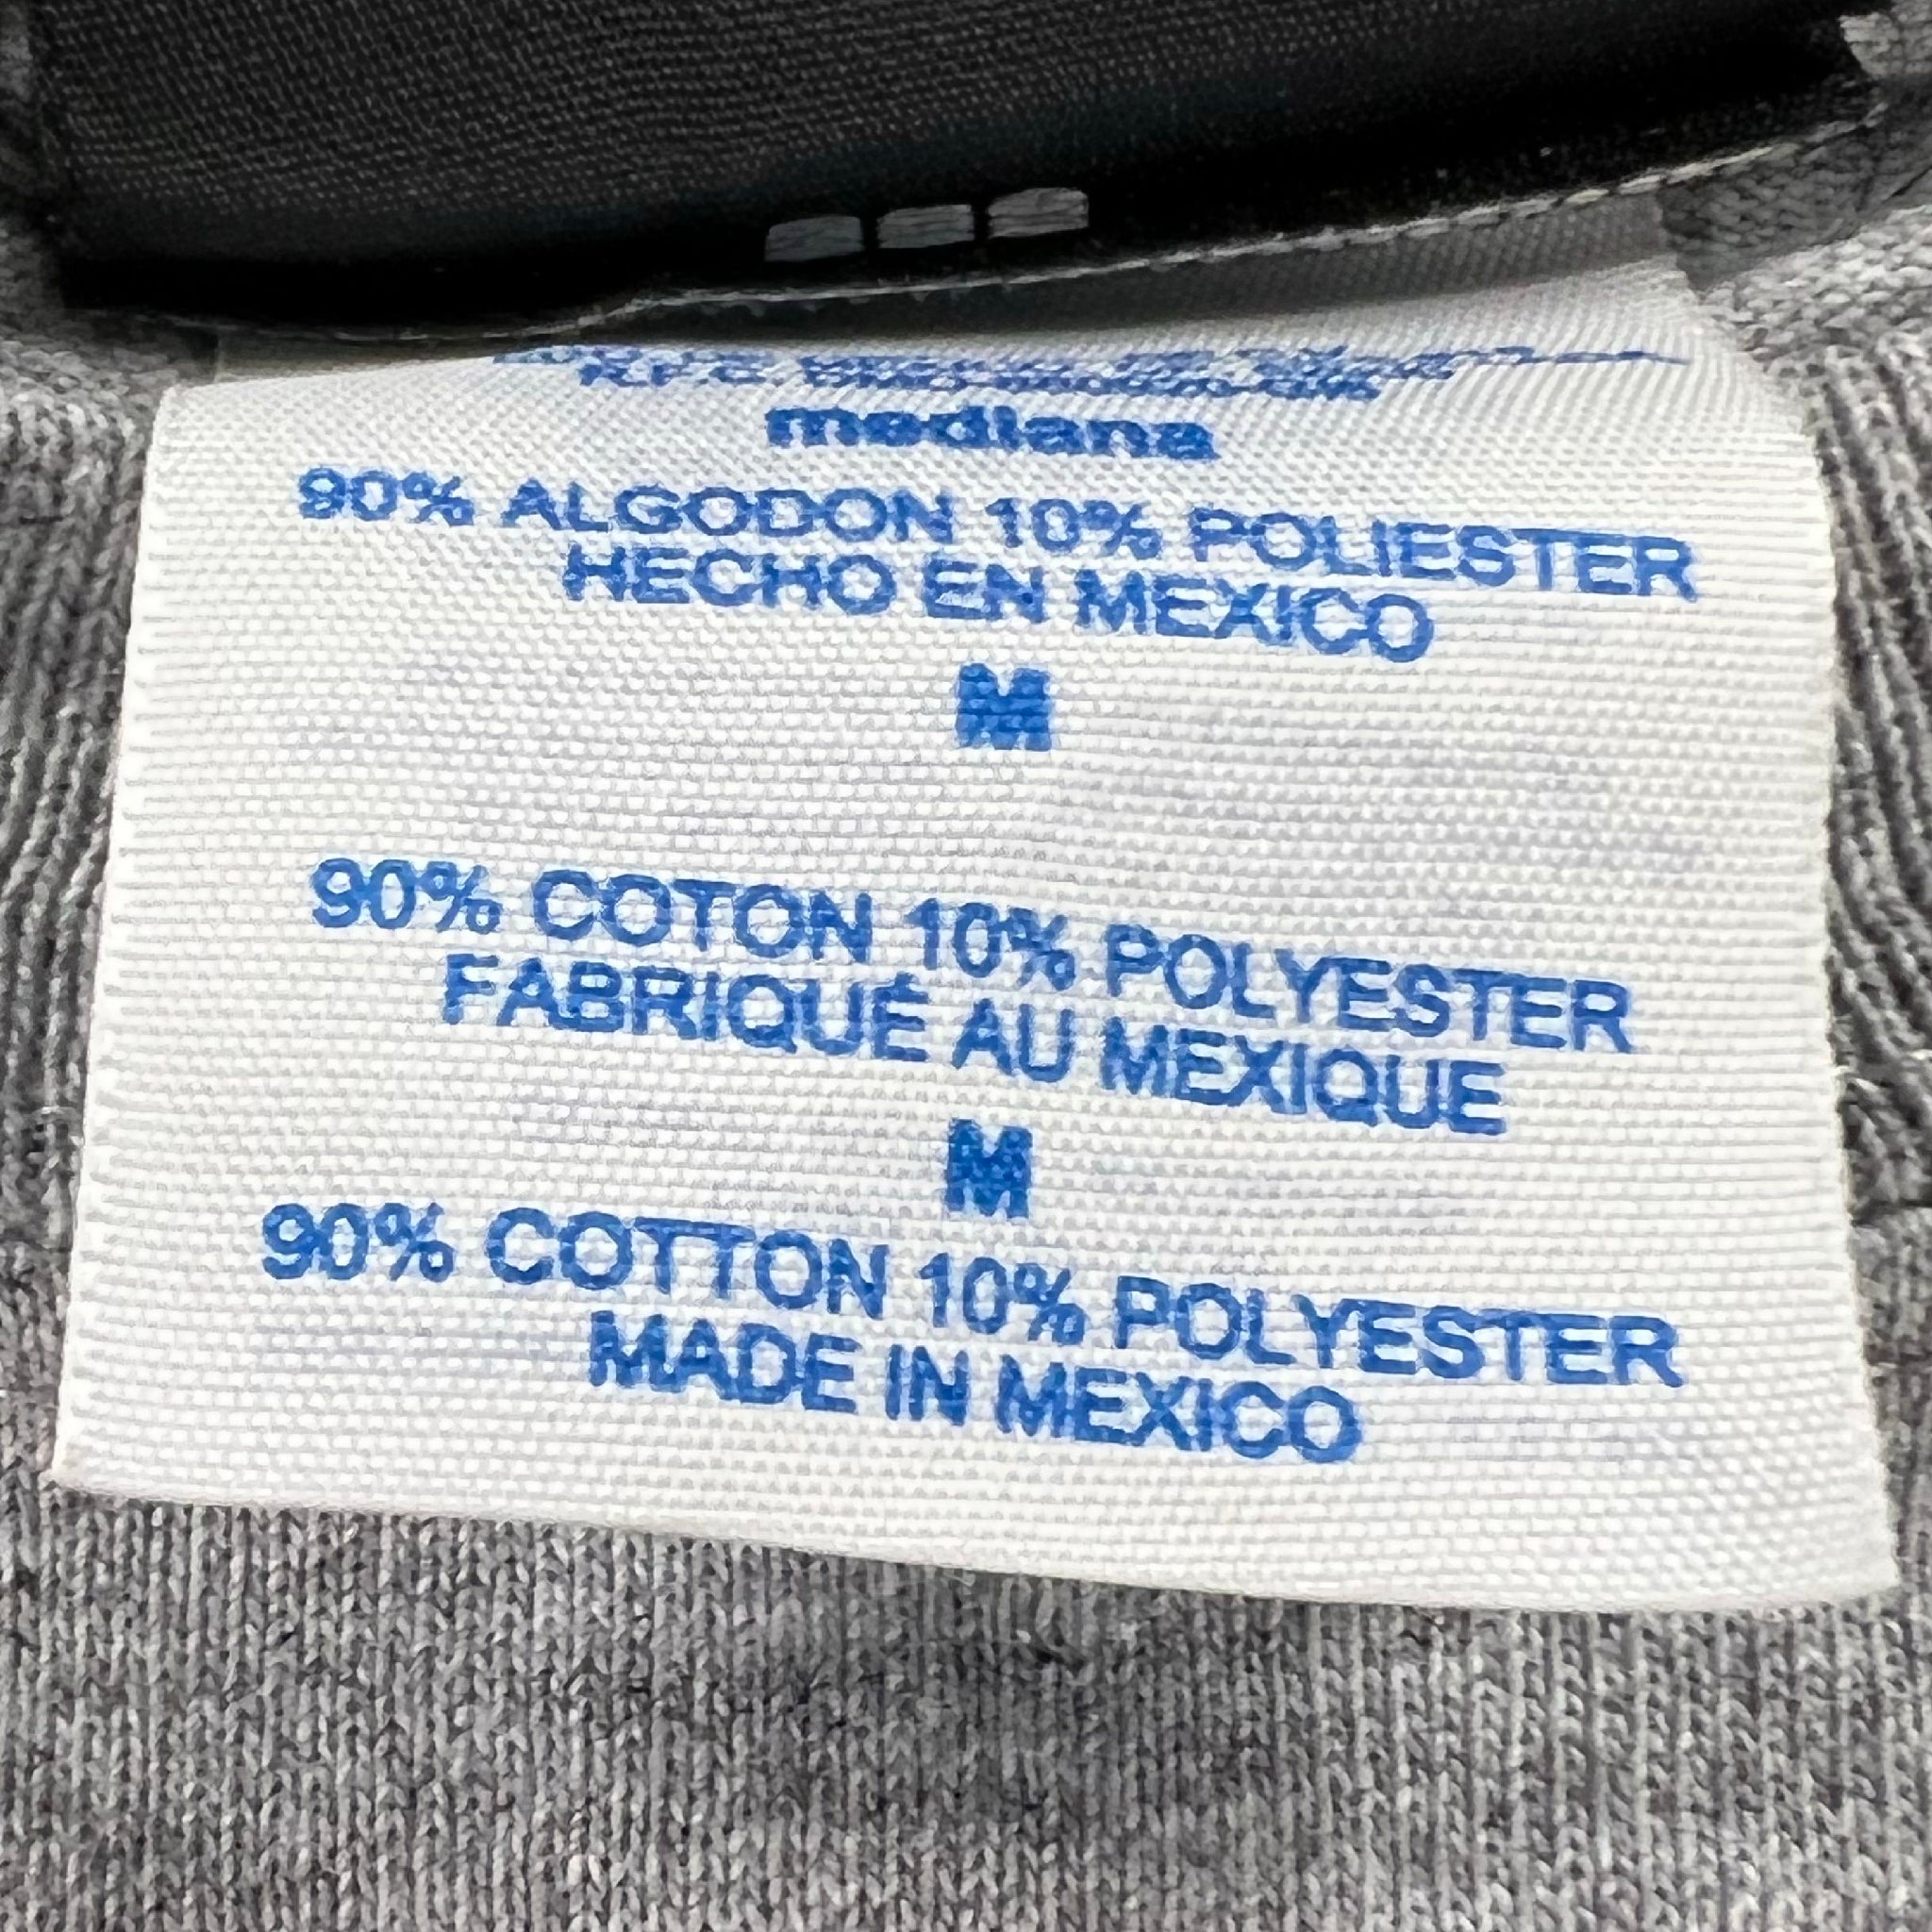 R.F.C.
mediana
90% ALGODON 10% POLIESTER
HECHO EN MEXICO
M
90% COTON 10% POLYESTER
FABRIQUÉ AU MEXIQUE
M
90% COTTON 10% POLYESTER
MADE IN MEXICO